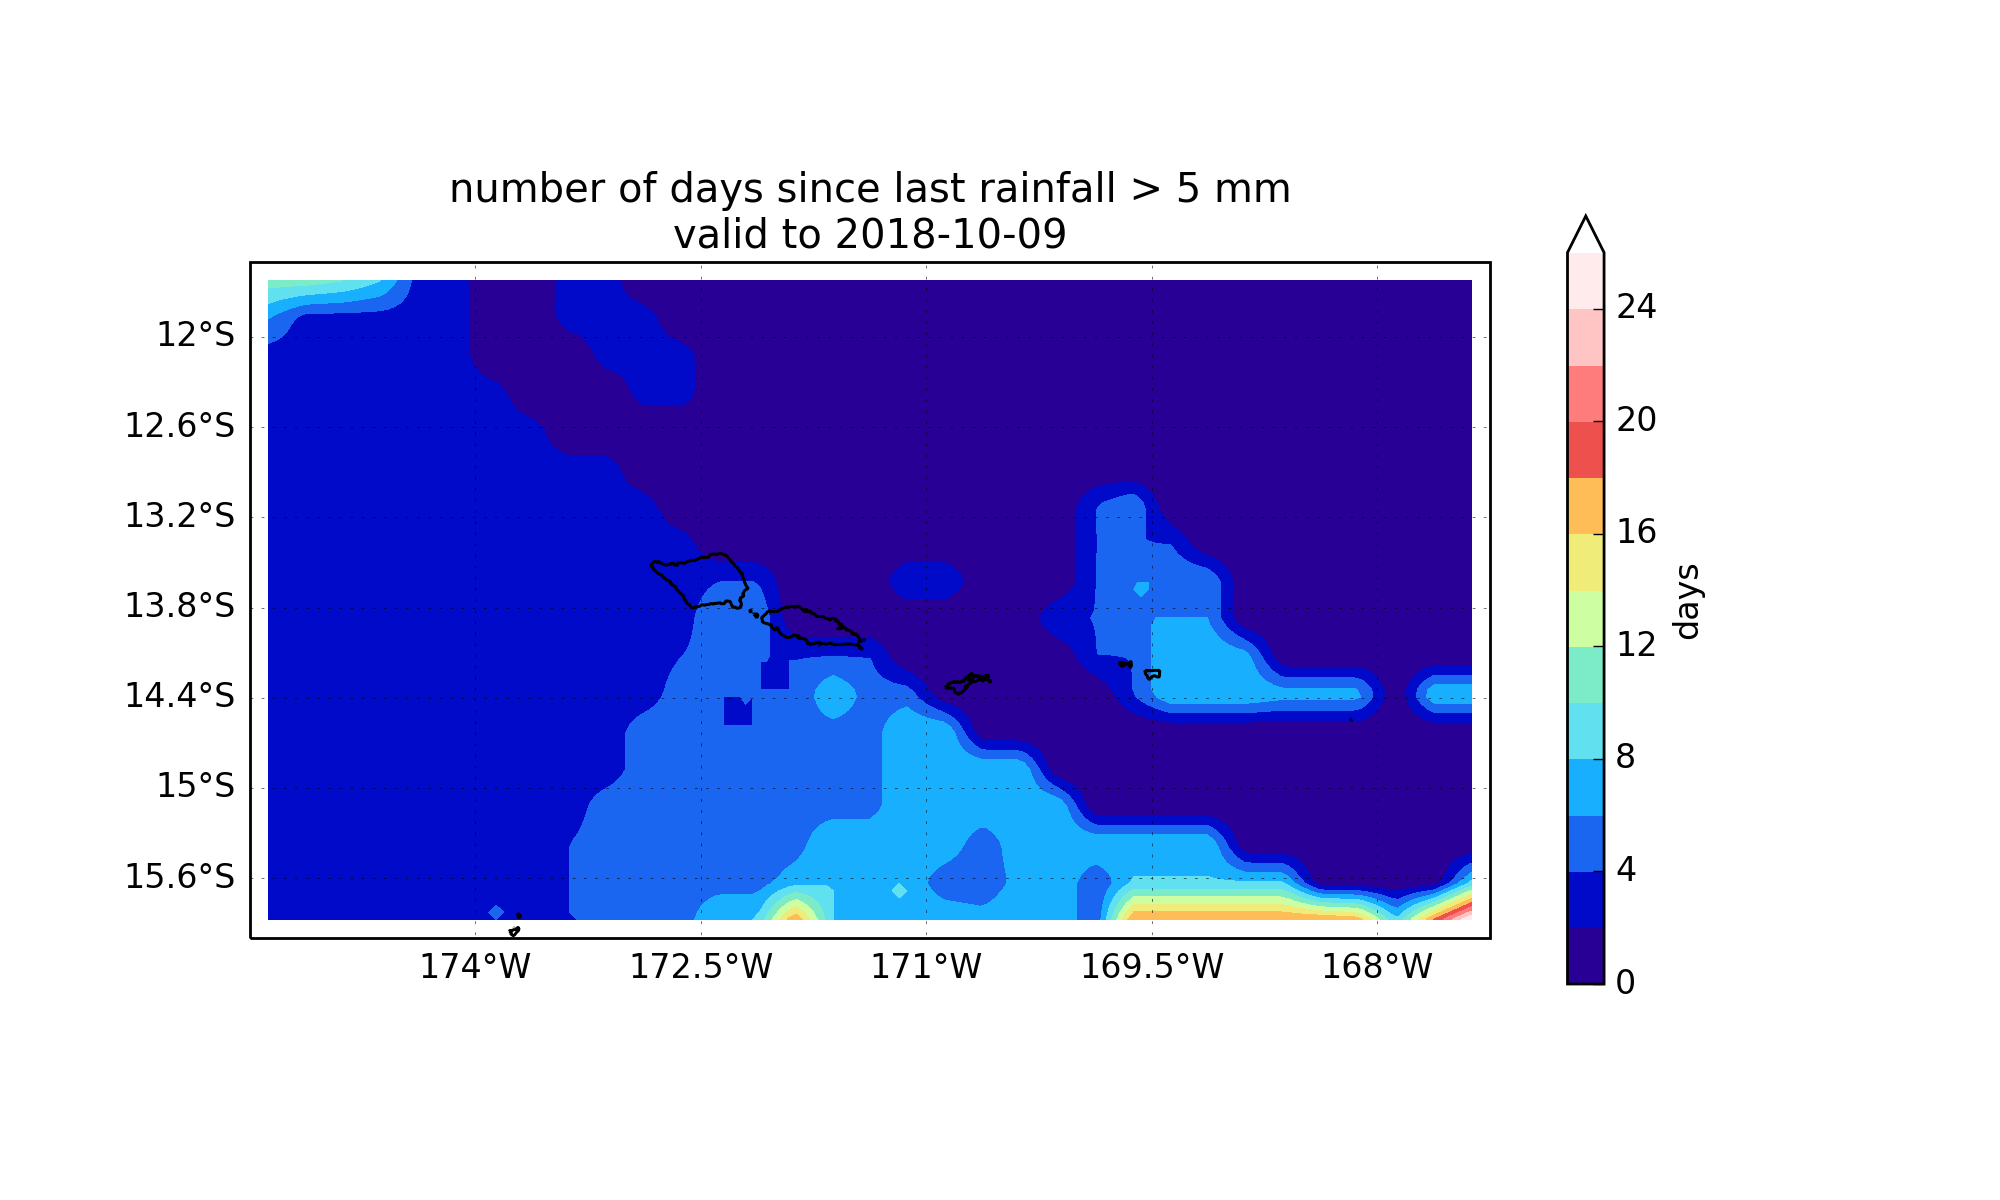 number of days since last rainfall > 5 mm
valid to 2018-10-09
12°S
12.6°S
13.2°S
13.8°S
14.4°S
15°S
15.6°S
174°W
172.5°W
171°W
169.5°W
168°W
24
20
16
12
8
4
0
days